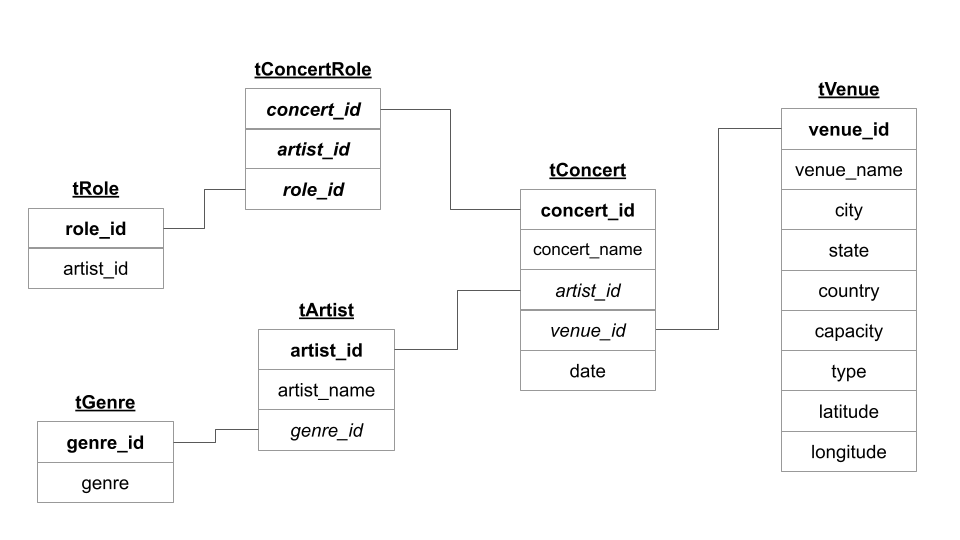 tConcertRole
concert_id
artist_id
role_id
tRole
role_id
artist_id
tArtist
artist_id
artist_name
genre_id
tGenre
genre_id
genre
tConcert
concert_id
concert_name
artist_id
venue_id
date
tVenue
venue_id
venue_name
city
state
country
capacity
type
latitude
longitude